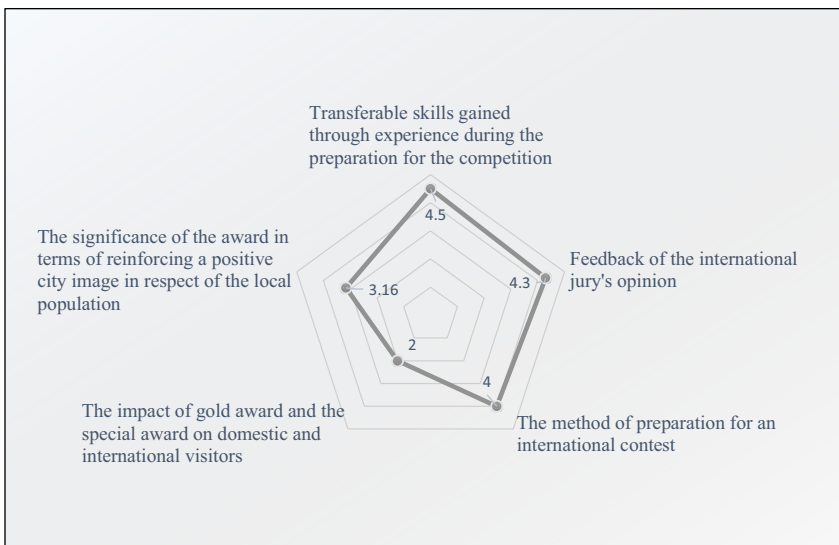 Transferable skills gained
through experience during the
preparation for the competition
4.5
Feedback of the international
jury's opinion
4.3
The method of preparation for an
international contest
4
The impact of gold award and the
special award on domestic and
international visitors
2
The significance of the award in
terms of reinforcing a positive
city image in respect of the local
population
3.16